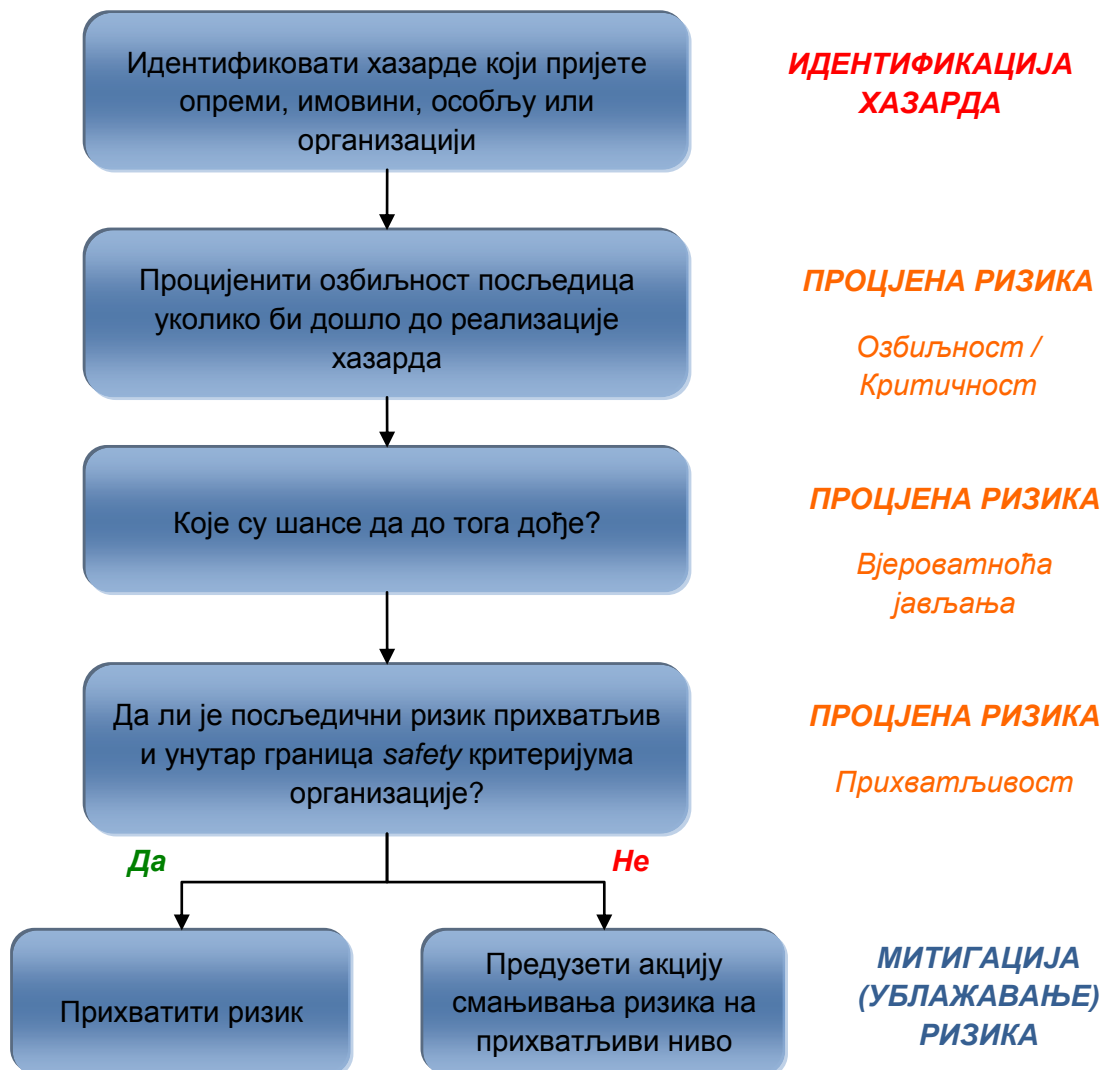 Идентификовати хазарде који пријете
опреми, имовини, особљу или
организацији
ИДЕНТИФИКАЦИЈА
ХАЗАРДА
Процијенити озбиљност посљедица
уколико би дошло до реализације
хазарда
ПРОЦЈЕНА РИЗИКА
Озбиљност /
Критичност
Које су шансе да до тога дође?
ПРОЦЈЕНА РИЗИКА
Вјероватноћа
јављања
Да ли је посљедични ризик прихватљив
и унутар граница safety критеријума
организације?
ПРОЦЈЕНА РИЗИКА
Прихватљивост
Да
Не
Прихватити ризик
Предузети акцију
смањивања ризика на
прихватљиви ниво
МИТИГАЦИЈА
(УБЛАЖАВАЊЕ)
РИЗИКА